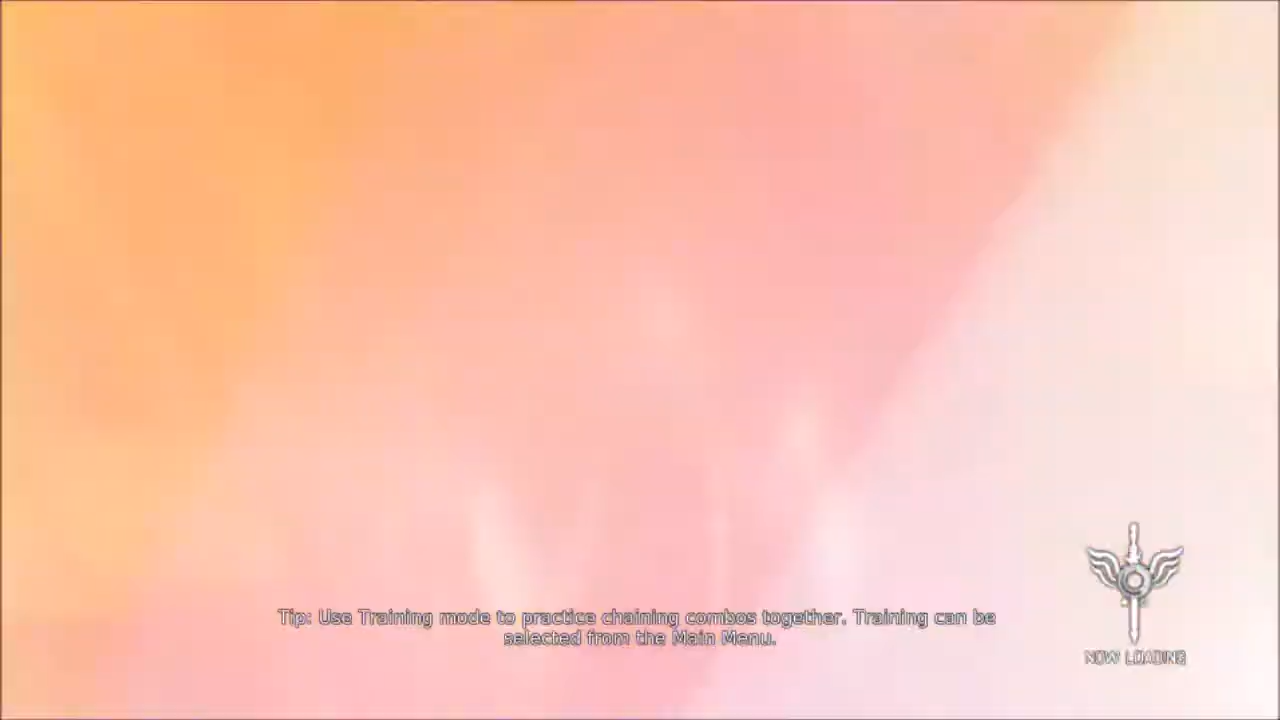 Tip: Use Training mode to practice chaining combos together. Training can be
selected from the Main Menu.
NOW LOADING